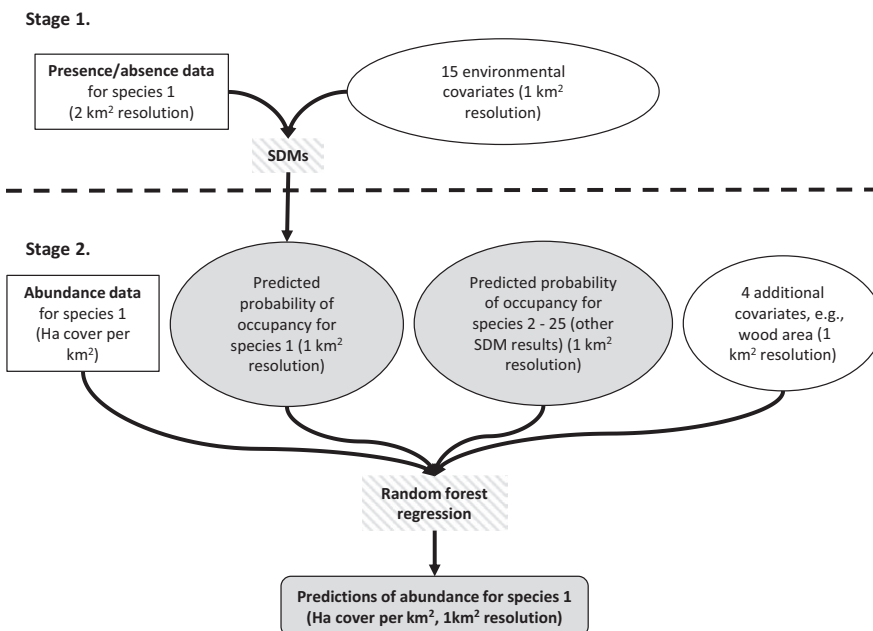 Stage 1.
Presence/absence data
for species 1
(2 km² resolution)
15 environmental
covariates (1 km²
resolution)
SDMs
Stage 2.
Abundance data
for species 1
(Ha cover per
km²)
Predicted
probability of
occupancy for
species 1 (1 km²
resolution)
Predicted probability
of occupancy for
species 2 - 25 (other
SDM results) (1 km²
resolution)
4 additional
covariates, e.g.,
wood area (1
km² resolution)
Random forest
regression
Predictions of abundance for species 1
(Ha cover per km², 1km² resolution)